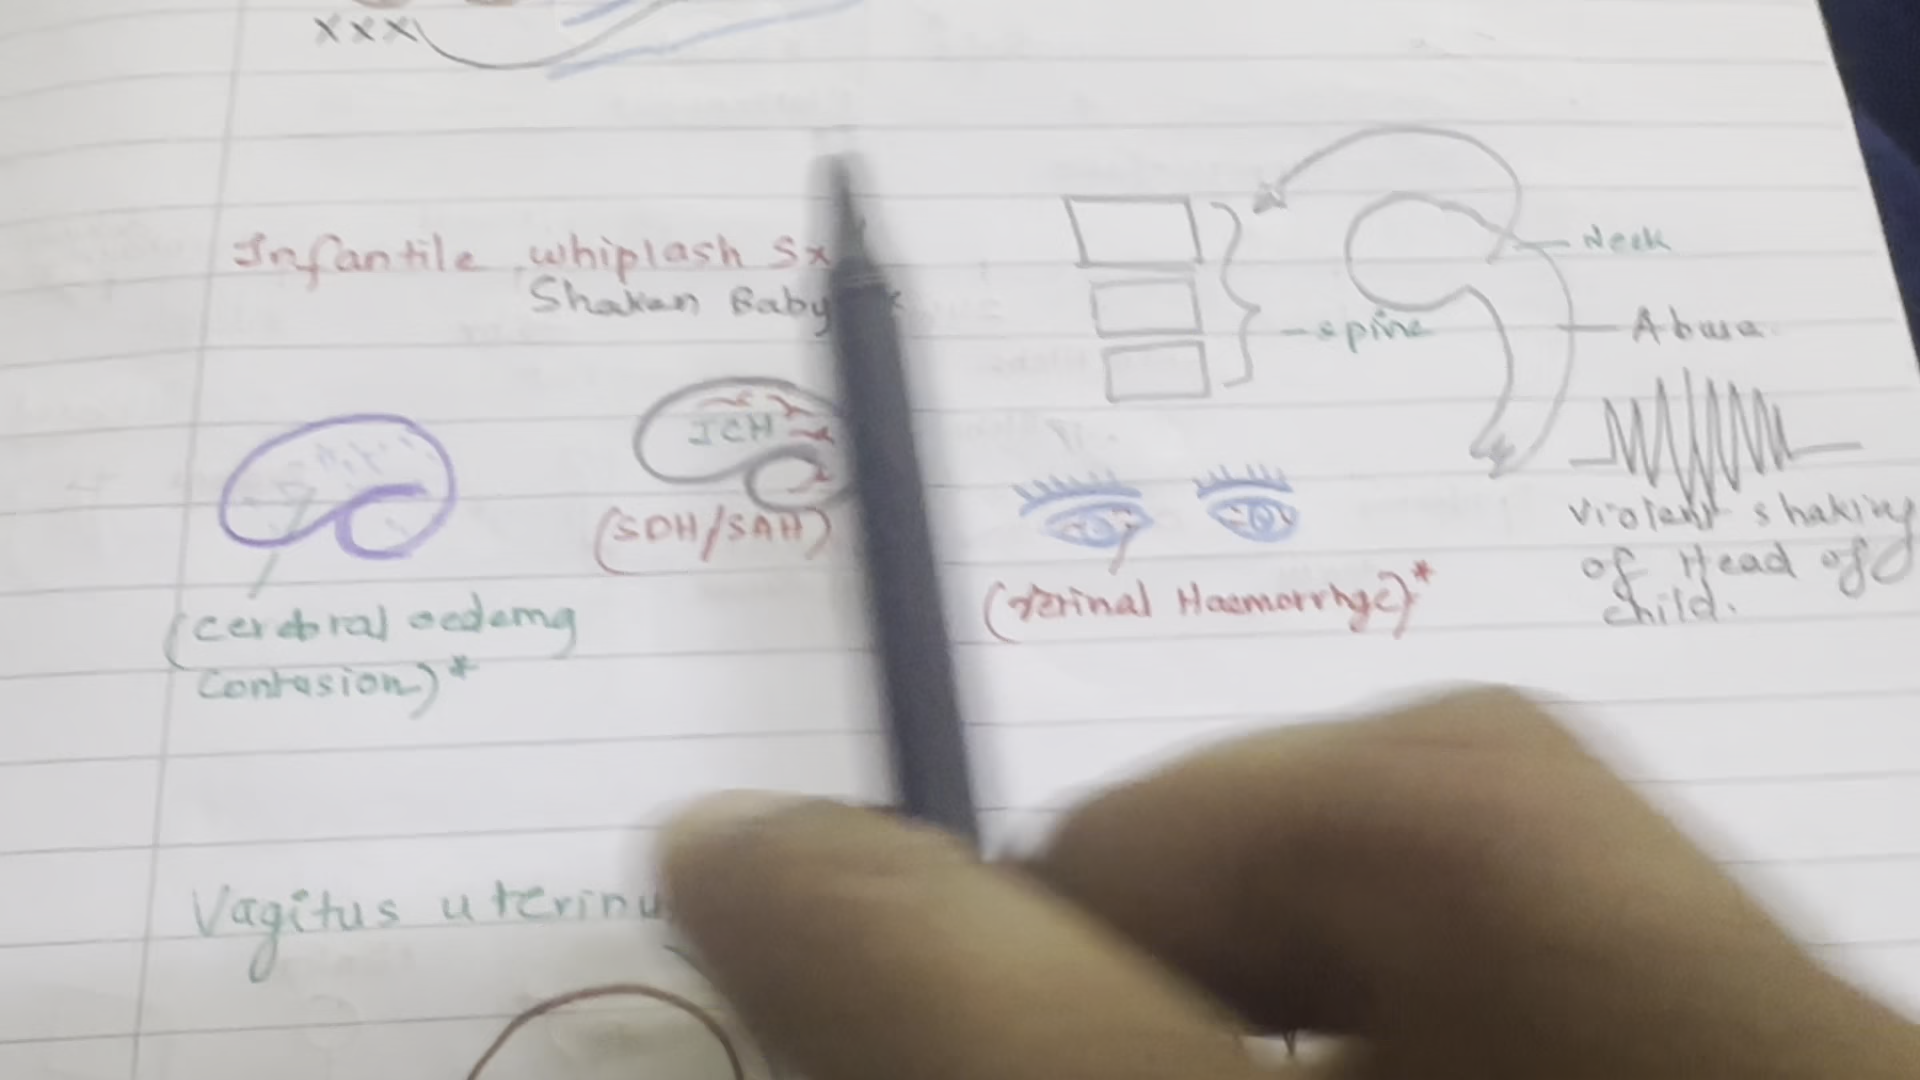 xxx
Infantile whiplash Sx
Shaken Baby
Neck
spine
Abuse
ICH
(SDH/SAH)
violent shaking
of Head of
child.
(reinal Haemorrhge)*
(cerebral oedema
Contusion)*
Vagitus uterinu